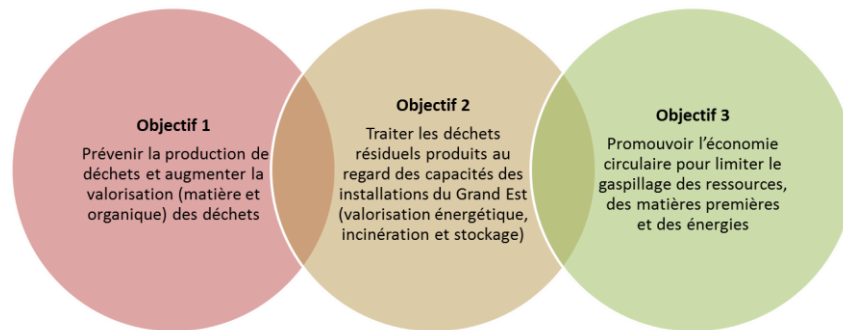 Objectif 1
Prévenir la production de
déchets et augmenter la
valorisation (matière et
organique) des déchets
Objectif 2
Traiter les déchets
résiduels produits au
regard des capacités des
installations du Grand Est
(valorisation énergétique,
incinération et stockage)
Objectif 3
Promouvoir l’économie
circulaire pour limiter le
gaspillage des ressources,
des matières premières
et des énergies